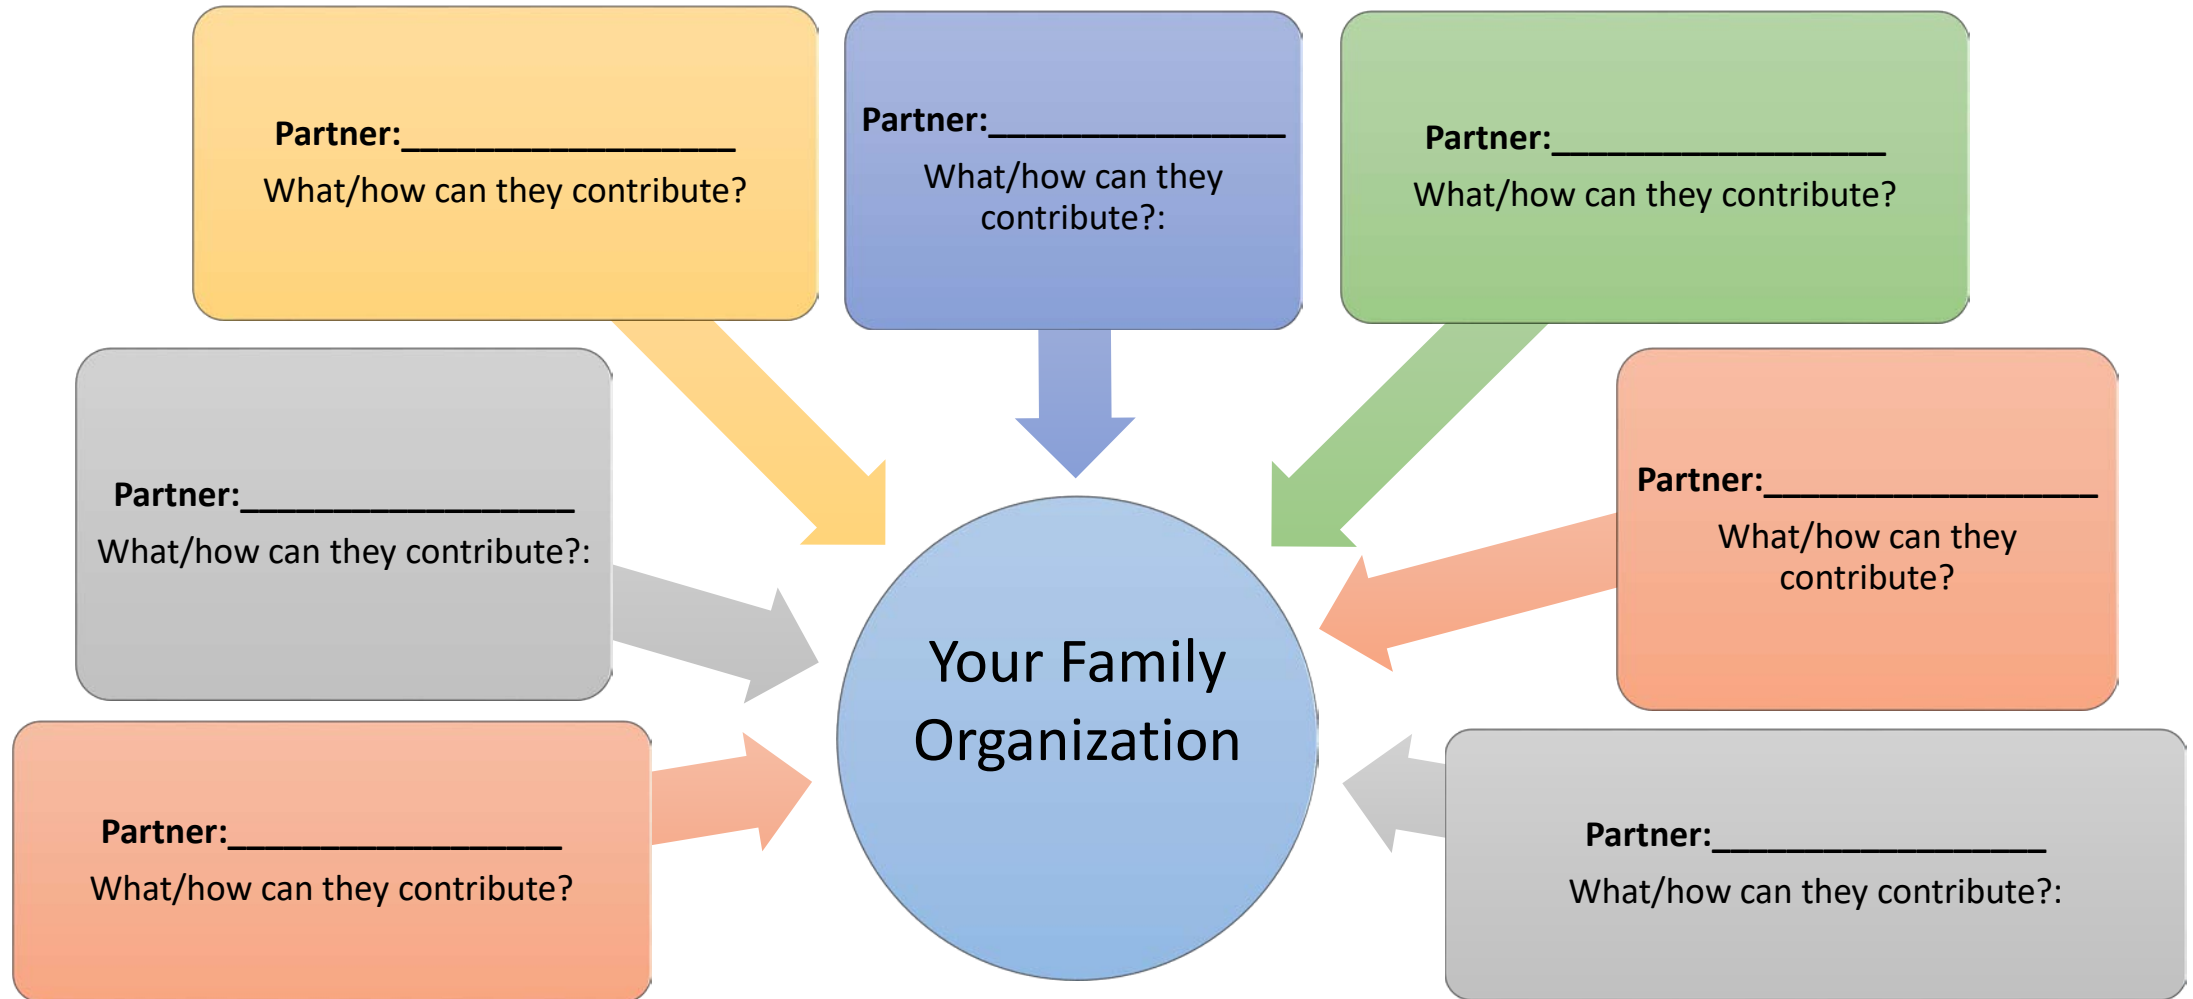 Partner:__________________
What/how can they contribute?
Partner:________________
What/how can they
contribute?:
Partner:__________________
What/how can they contribute?
Partner:__________________
What/how can they contribute?:
Partner:__________________
What/how can they
contribute?
Your Family
Organization
Partner:__________________
What/how can they contribute?
Partner:__________________
What/how can they contribute?: